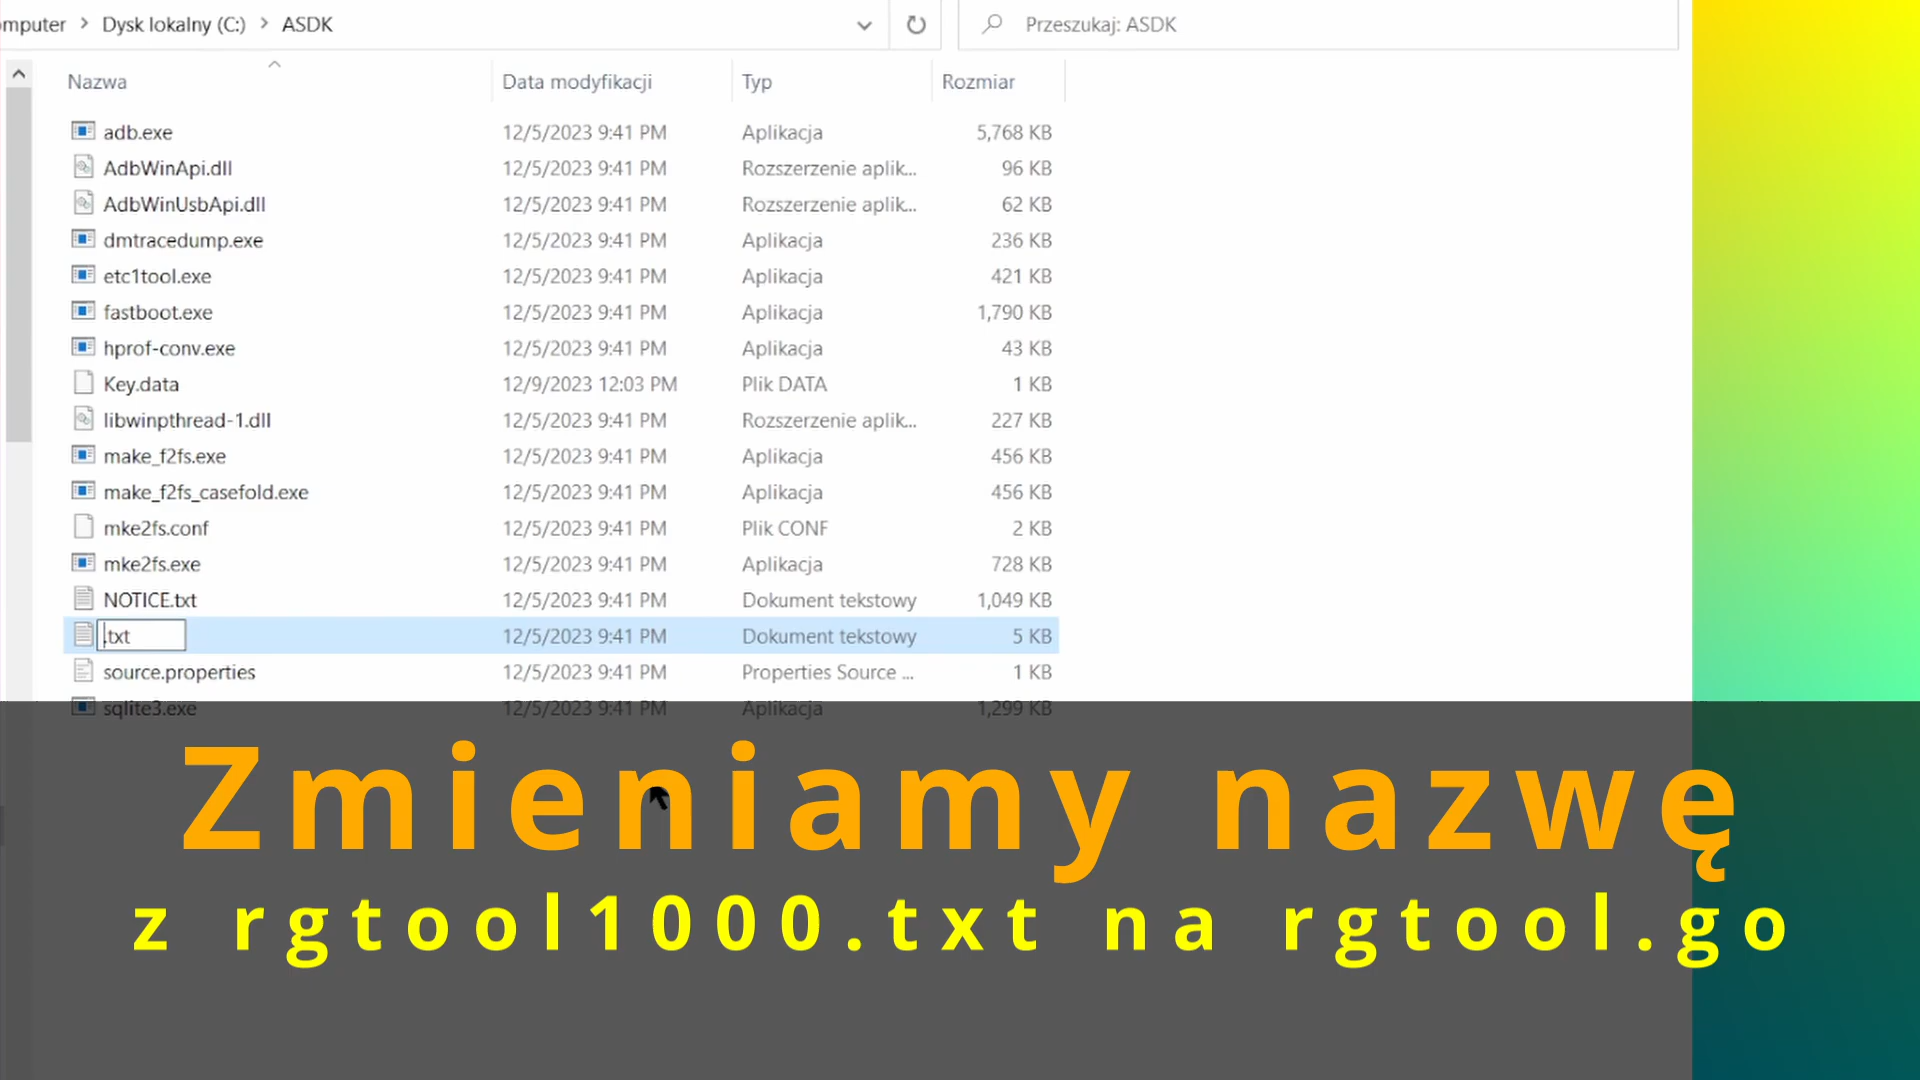 omputer > Dysk lokalny (C:) > ASDK
Przeszukaj: ASDK
Nazwa Data modyfikacji Typ Rozmiar
adb.exe 12/5/2023 9:41 PM Aplikacja 5,768 KB
AdbWinApi.dll 12/5/2023 9:41 PM Rozszerzenie aplik... 96 KB
AdbWinUsbApi.dll 12/5/2023 9:41 PM Rozszerzenie aplik... 62 KB
dmtracedump.exe 12/5/2023 9:41 PM Aplikacja 236 KB
etc1tool.exe 12/5/2023 9:41 PM Aplikacja 421 KB
fastboot.exe 12/5/2023 9:41 PM Aplikacja 1,790 KB
hprof-conv.exe 12/5/2023 9:41 PM Aplikacja 43 KB
Key.data 12/9/2023 12:03 PM Plik DATA 1 KB
libwinpthread-1.dll 12/5/2023 9:41 PM Rozszerzenie aplik... 227 KB
make_f2fs.exe 12/5/2023 9:41 PM Aplikacja 456 KB
make_f2fs_casefold.exe 12/5/2023 9:41 PM Aplikacja 456 KB
mke2fs.conf 12/5/2023 9:41 PM Plik CONF 2 KB
mke2fs.exe 12/5/2023 9:41 PM Aplikacja 728 KB
NOTICE.txt 12/5/2023 9:41 PM Dokument tekstowy 1,049 KB
.txt 12/5/2023 9:41 PM Dokument tekstowy 5 KB
source.properties 12/5/2023 9:41 PM Properties Source ... 1 KB
sqlite3.exe 12/5/2023 9:41 PM Aplikacja 1,299 KB
Zmieniamy nazwę
z rgtool1000.txt na rgtool.go